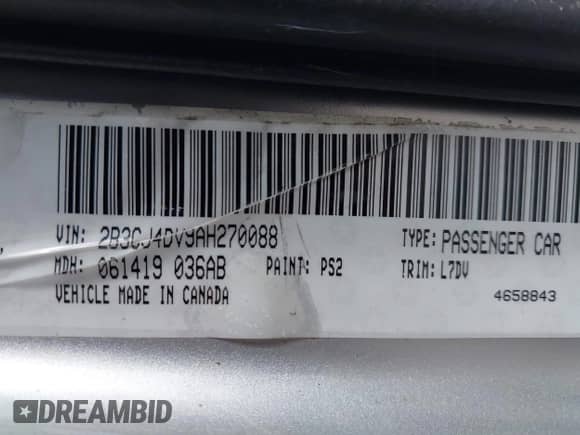 VIN: 2B3CJ4DV9AH270088 TYPE: PASSENGER CAR
MDH: 061419 036AB PAINT: PS2 TRIM: L7DV
VEHICLE MADE IN CANADA 4658843
DREAMBID